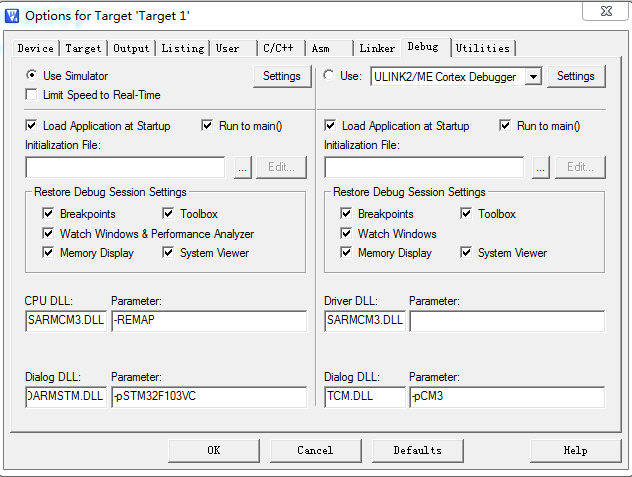 Options for Target 'Target 1'
Device Target Output Listing User C/C++ Asm Linker Debug Utilities
Use Simulator Settings
Limit Speed to Real-Time
Use: ULINK2/ME Cortex Debugger Settings
Load Application at Startup Run to main()
Initialization File:
... Edit...
Restore Debug Session Settings
Breakpoints Toolbox
Watch Windows & Performance Analyzer
Memory Display System Viewer
CPU DLL: Parameter:
SARMCM3.DLL -REMAP
Dialog DLL: Parameter:
DARMSTM.DLL -pSTM32F103VC
Load Application at Startup Run to main()
Initialization File:
... Edit...
Restore Debug Session Settings
Breakpoints Toolbox
Watch Windows
Memory Display System Viewer
Driver DLL: Parameter:
SARMCM3.DLL
Dialog DLL: Parameter:
TCM.DLL -pCM3
OK Cancel Defaults Help